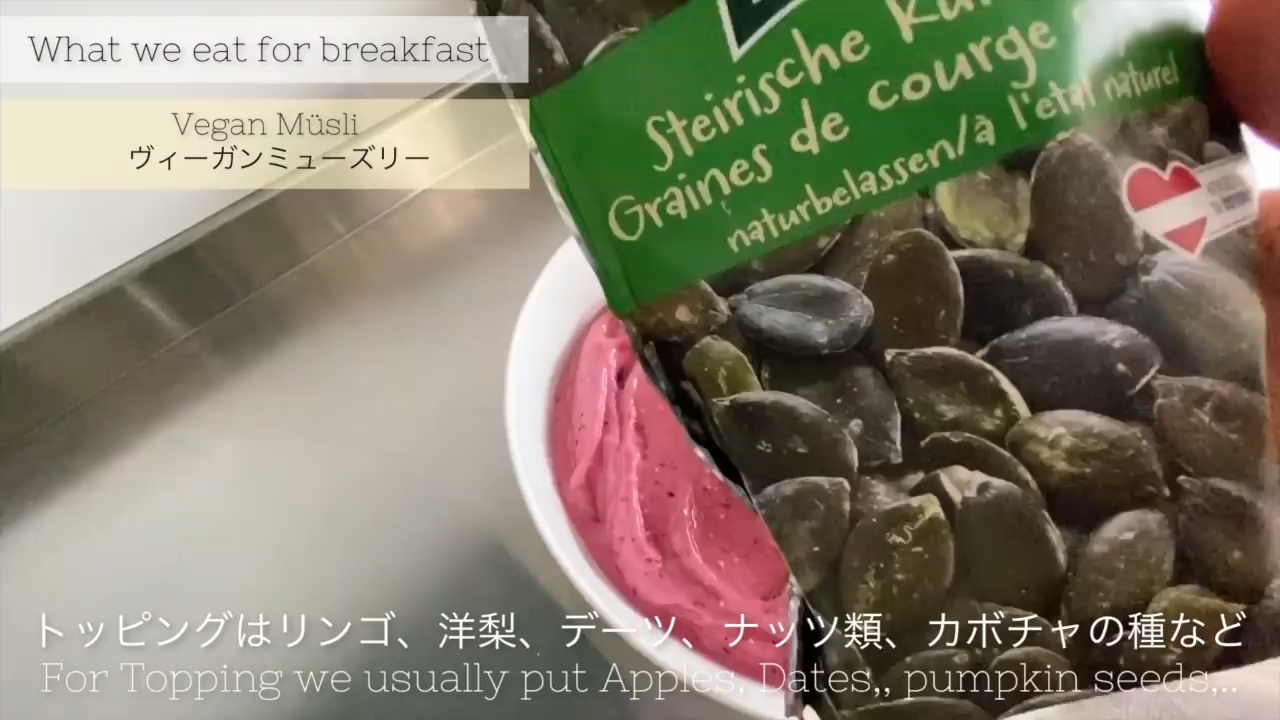 What we eat for breakfast
Vegan Müsli
ヴィーガンミューズリー
Steirische
Graines de courge
naturbelassen/à l'etat naturel
トッピングはリンゴ、洋梨、デーツ、ナッツ類、カボチャの種など
For Topping we usually put Apples, Dates,, pumpkin seeds,..